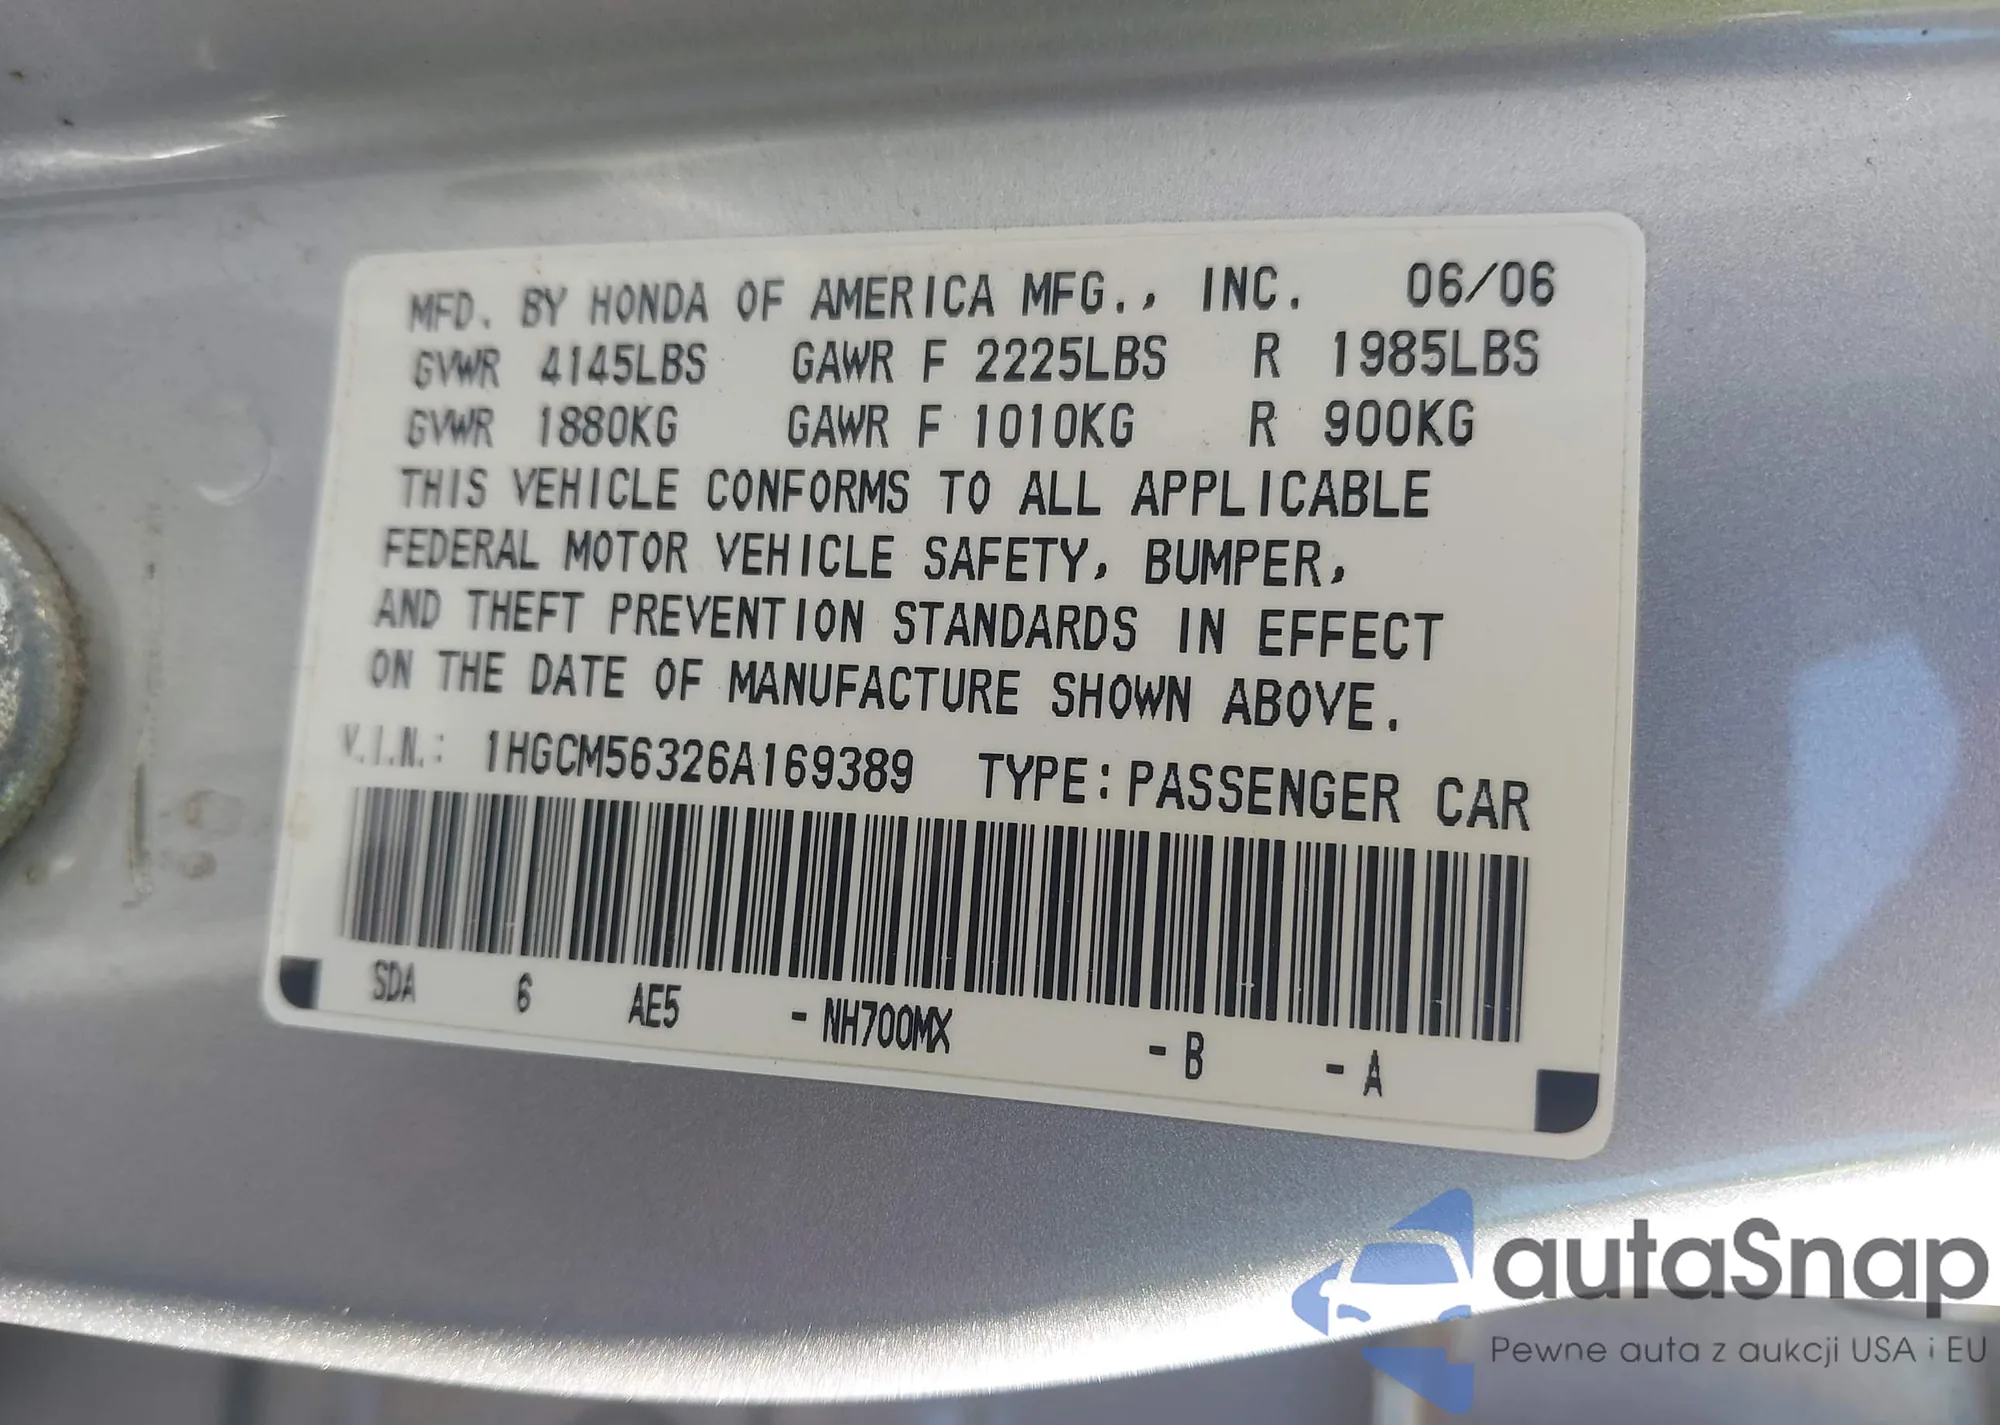 MFD. BY HONDA OF AMERICA MFG., INC. 06/06
GVWR 4145LBS GAWR F 2225LBS R 1985LBS
GVWR 1880KG GAWR F 1010KG R 900KG
THIS VEHICLE CONFORMS TO ALL APPLICABLE
FEDERAL MOTOR VEHICLE SAFETY, BUMPER,
AND THEFT PREVENTION STANDARDS IN EFFECT
ON THE DATE OF MANUFACTURE SHOWN ABOVE.
V.I.N.: 1HGCM56326A169389 TYPE:PASSENGER CAR
SDA 6 AE5 -NH700MX -B -A
autaSnap
Pewne auta z aukcji USA i EU